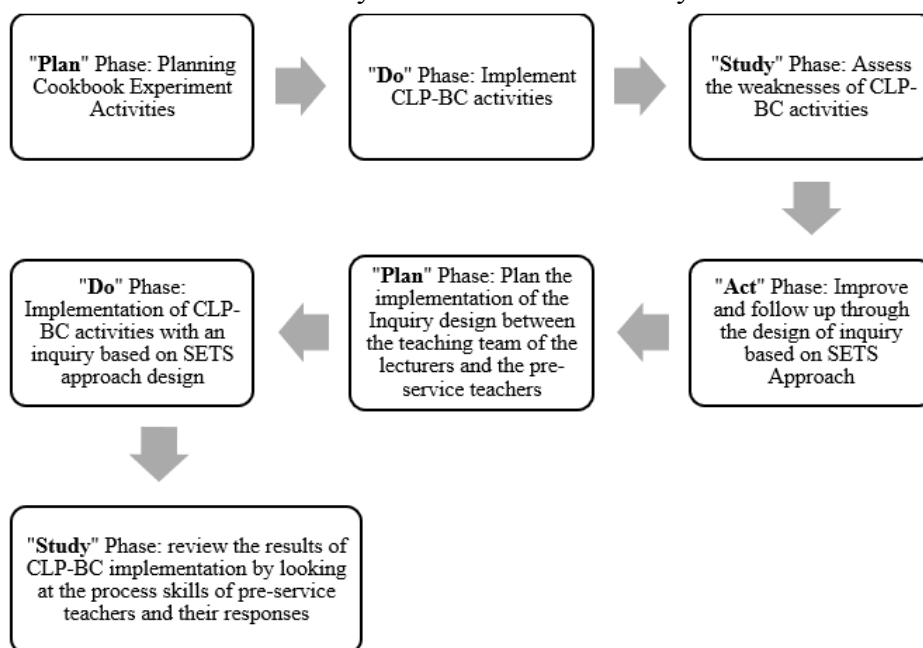 "Plan" Phase: Planning
Cookbook Experiment
Activities
"Do" Phase: Implement
CLP-BC activities
"Study" Phase: Assess
the weaknesses of CLP-
BC activities
"Act" Phase: Improve
and follow up through
the design of inquiry
based on SETS
Approach
"Plan" Phase: Plan the
implementation of the
Inquiry design between
the teaching team of the
lecturers and the pre-
service teachers
"Do" Phase:
Implementation of CLP-
BC activities with an
inquiry based on SETS
approach design
"Study" Phase: review the results of
CLP-BC implementation by looking
at the process skills of pre-service
teachers and their responses